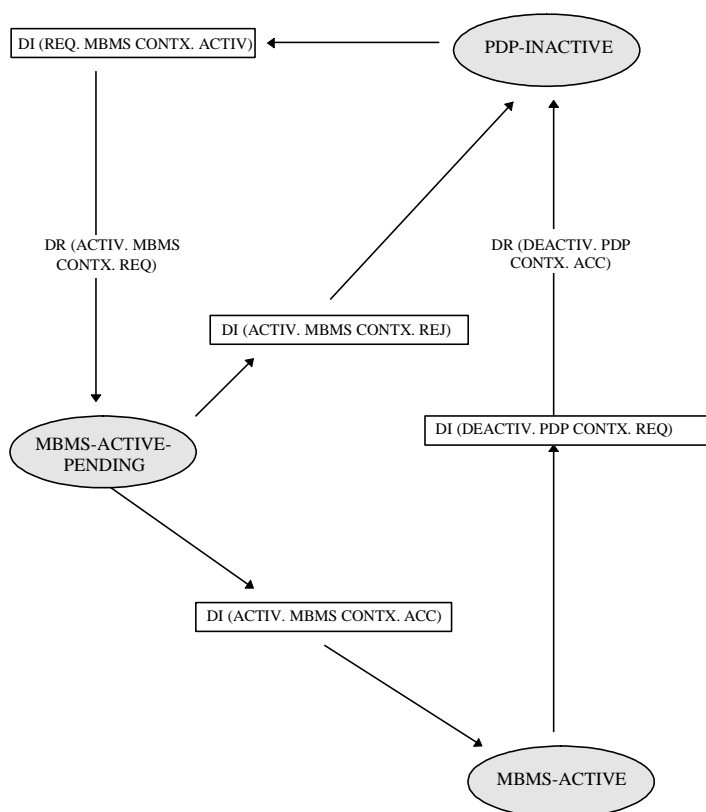 DI (REQ. MBMS CONTX. ACTIV)
PDP-INACTIVE
DR (ACTIV. MBMS
CONTX. REQ)
DR (DEACTIV. PDP
CONTX. ACC)
DI (ACTIV. MBMS CONTX. REJ)
MBMS-ACTIVE-
PENDING
DI (DEACTIV. PDP CONTX. REQ)
DI (ACTIV. MBMS CONTX. ACC)
MBMS-ACTIVE